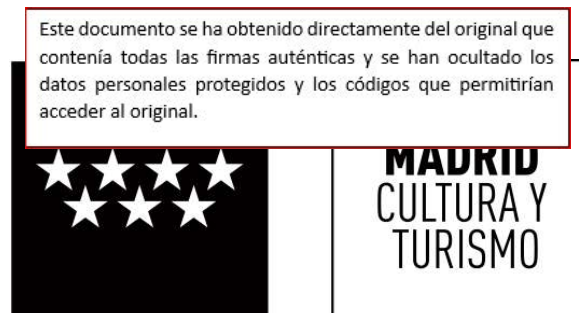 Este documento se ha obtenido directamente del original que
contenía todas las firmas auténticas y se han ocultado los
datos personales protegidos y los códigos que permitirían
acceder al original.
MADRID
CULTURA Y
TURISMO